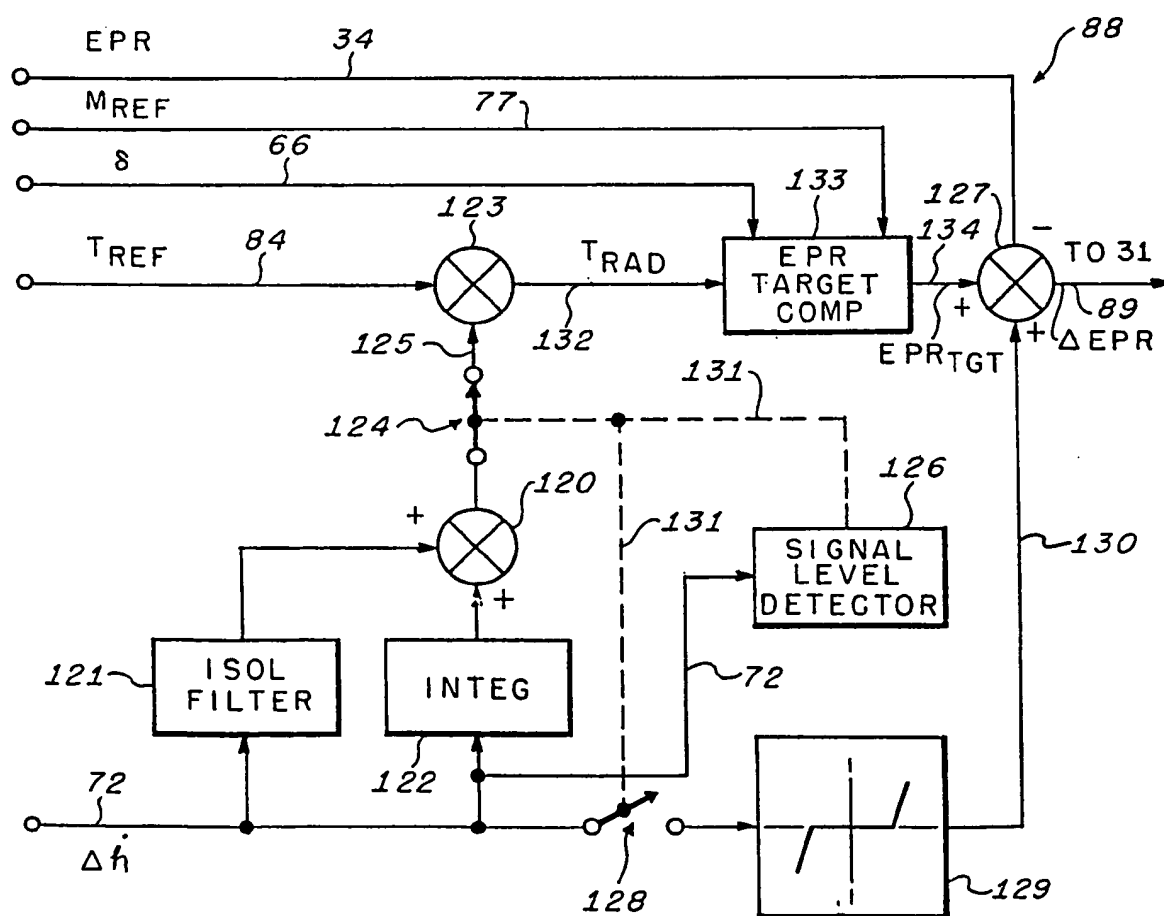 EPR
34
88
MREF
77
δ
66
133
127
123
134
−
TO 31
TREF
84
TRAD
EPR
TARGET
COMP
+
+
89
ΔEPR
132
EPRTGT
125
131
124
120
126
+
131
SIGNAL
LEVEL
DETECTOR
130
+
121
ISOL
FILTER
INTEG
72
122
72
Δḣ
128
129